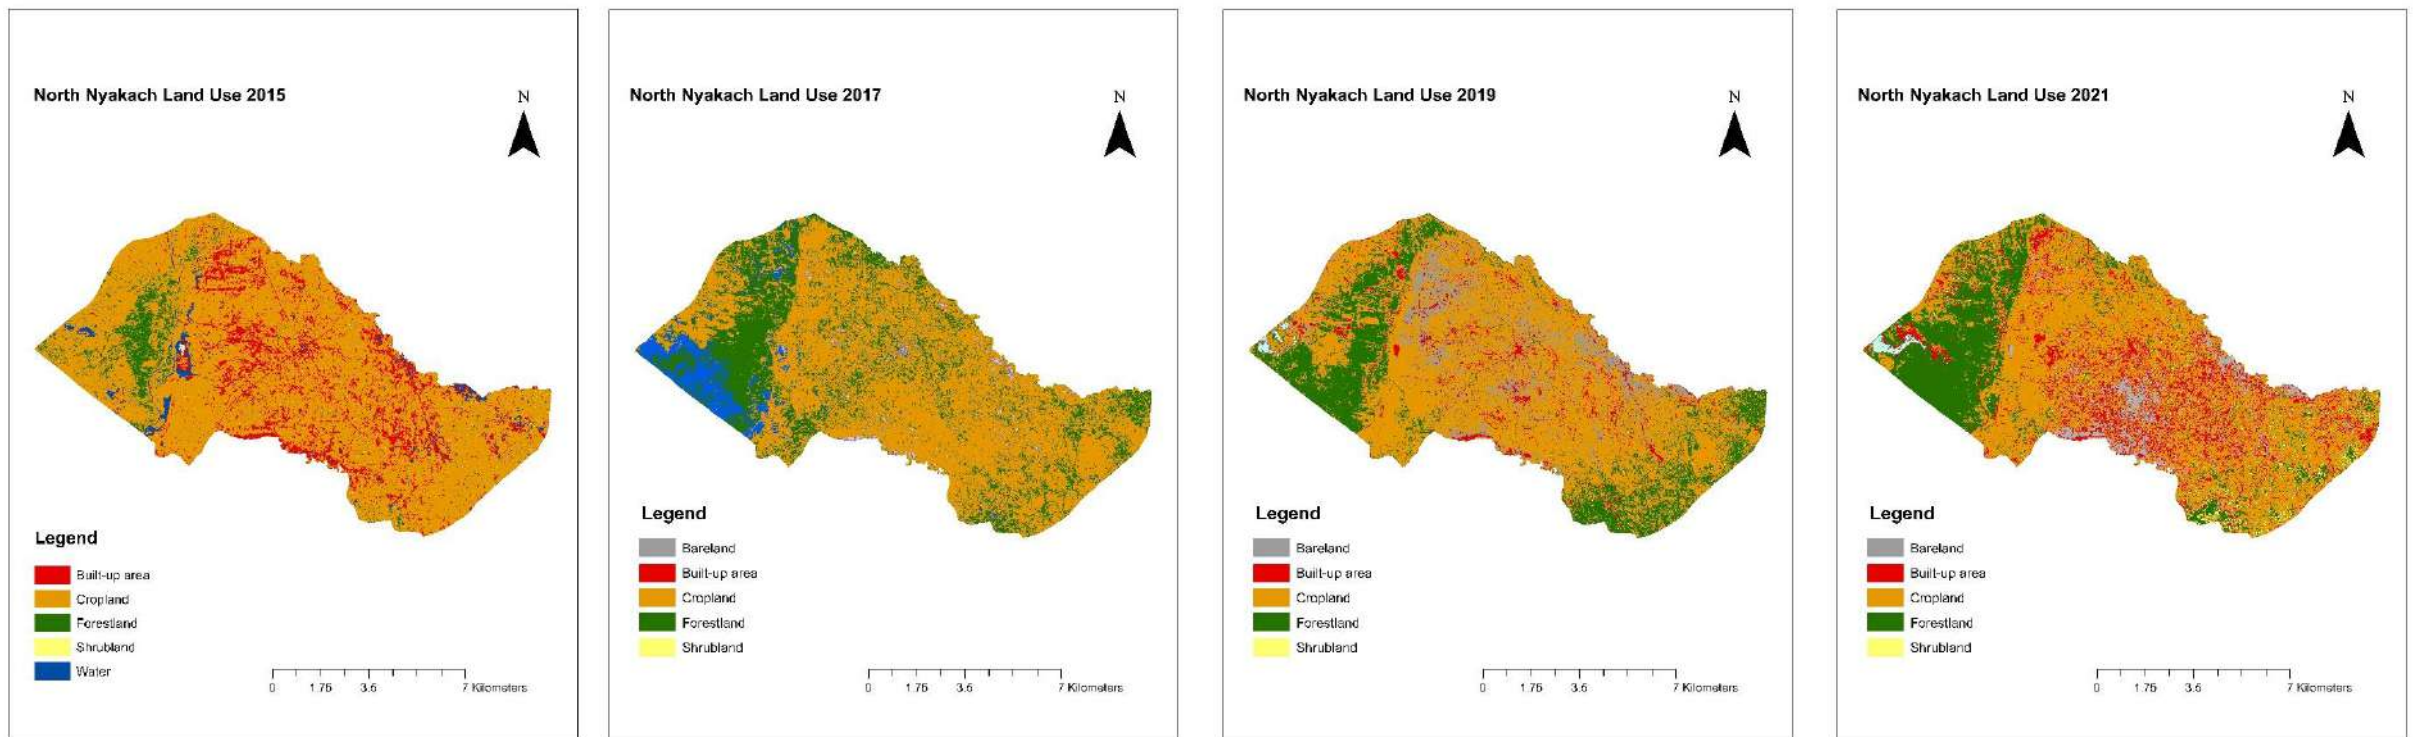 North Nyakach Land Use 2015
N
Legend
Built-up area
Cropland
Forestland
Shrubland
Water
0 1.75 3.5 7 Kilometers
North Nyakach Land Use 2017
N
Legend
Bareland
Built-up area
Cropland
Forestland
Shrubland
0 1.75 3.5 7 Kilometers
North Nyakach Land Use 2019
N
Legend
Bareland
Built-up area
Cropland
Forestland
Shrubland
0 1.75 3.5 7 Kilometers
North Nyakach Land Use 2021
N
Legend
Bareland
Built-up area
Cropland
Forestland
Shrubland
0 1.75 3.5 7 Kilometers